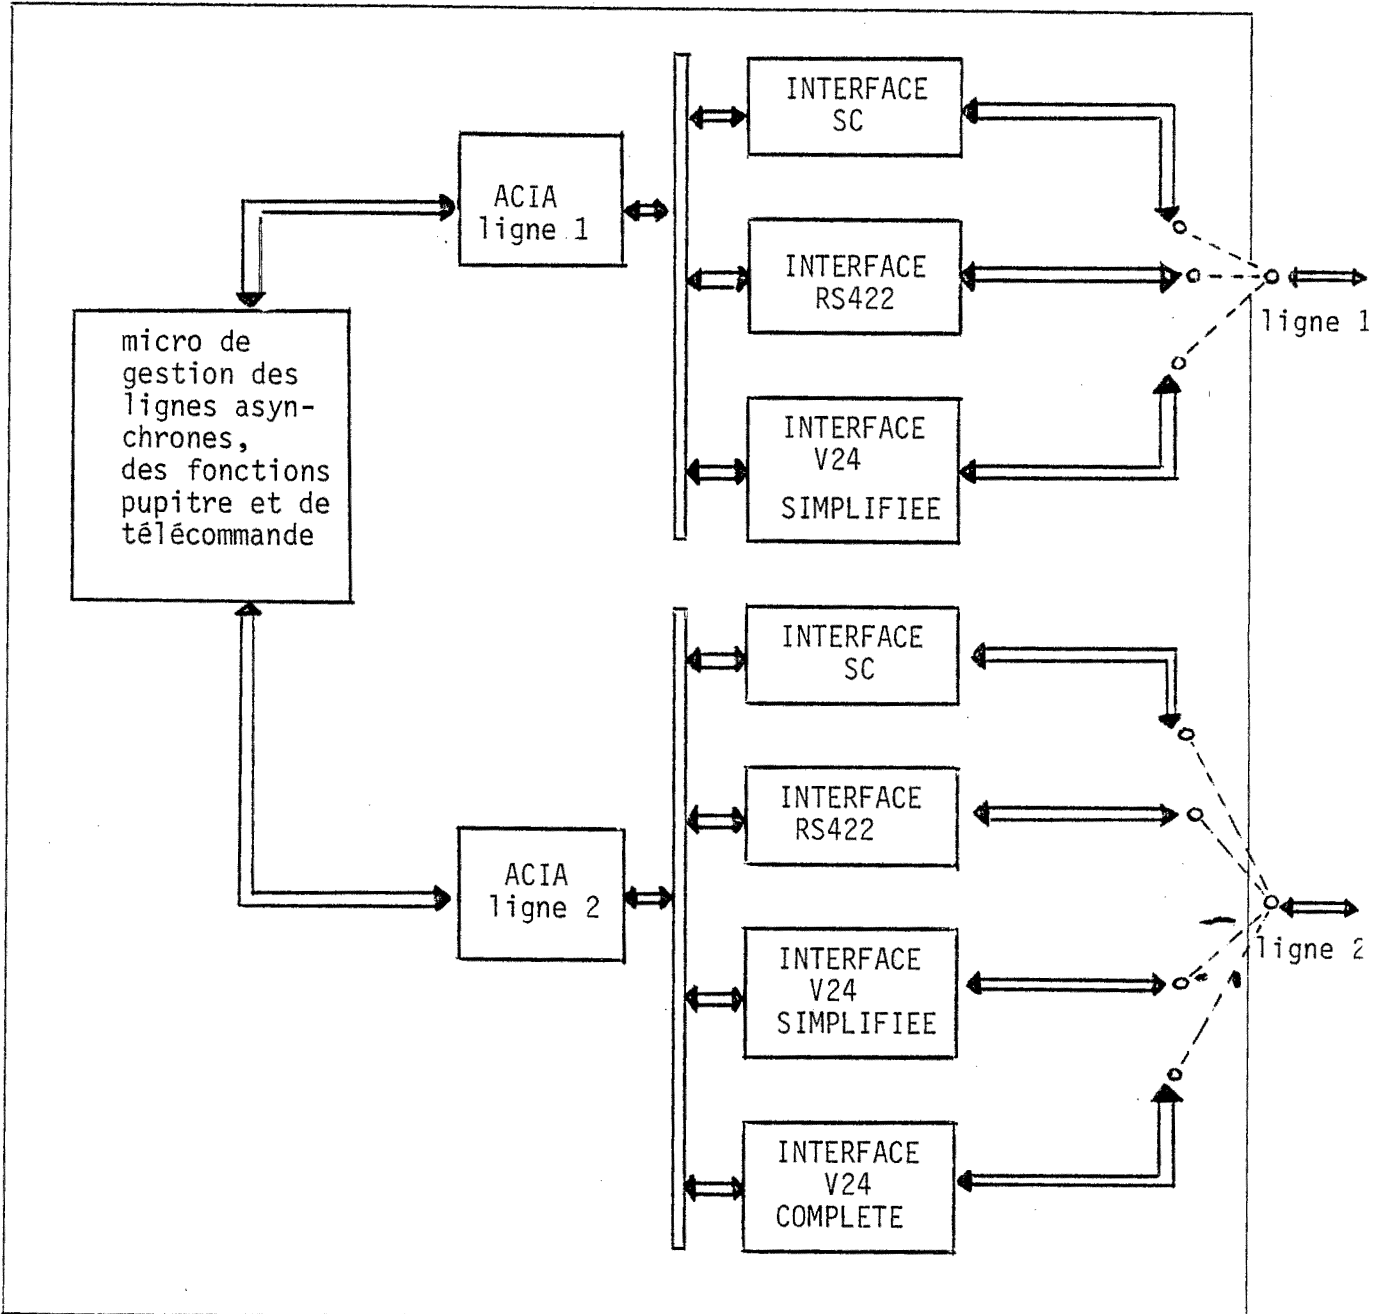 INTERFACE
SC
ACIA
ligne 1
INTERFACE
RS422
ligne 1
micro de
gestion des
lignes asyn-
chrones,
des fonctions
pupitre et de
télécommande
INTERFACE
V24
SIMPLIFIEE
INTERFACE
SC
INTERFACE
RS422
ACIA
ligne 2
INTERFACE
V24
SIMPLIFIEE
ligne 2
INTERFACE
V24
COMPLETE